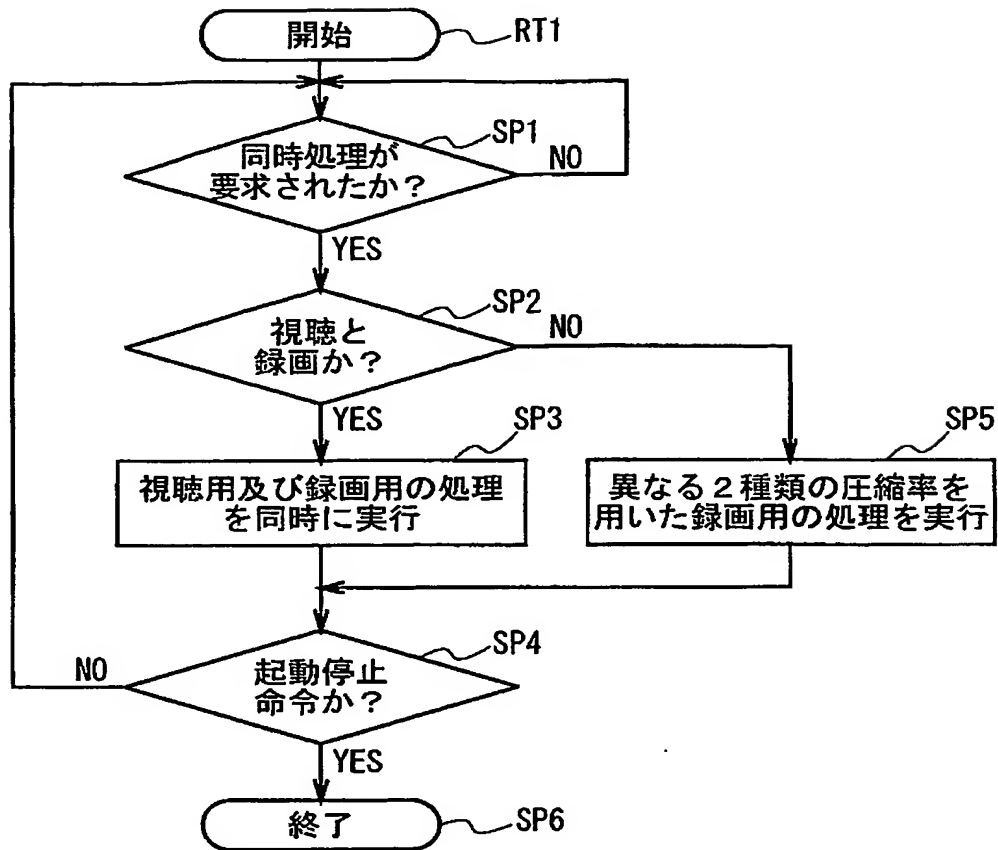 開始
RT1
SP1
同時処理が
要求されたか？
NO
YES
SP2
視聴と
録画か？
NO
YES
SP3
視聴用及び録画用の処理
を同時に実行
SP5
異なる２種類の圧縮率を
用いた録画用の処理を実行
SP4
起動停止
命令か？
NO
YES
終了
SP6